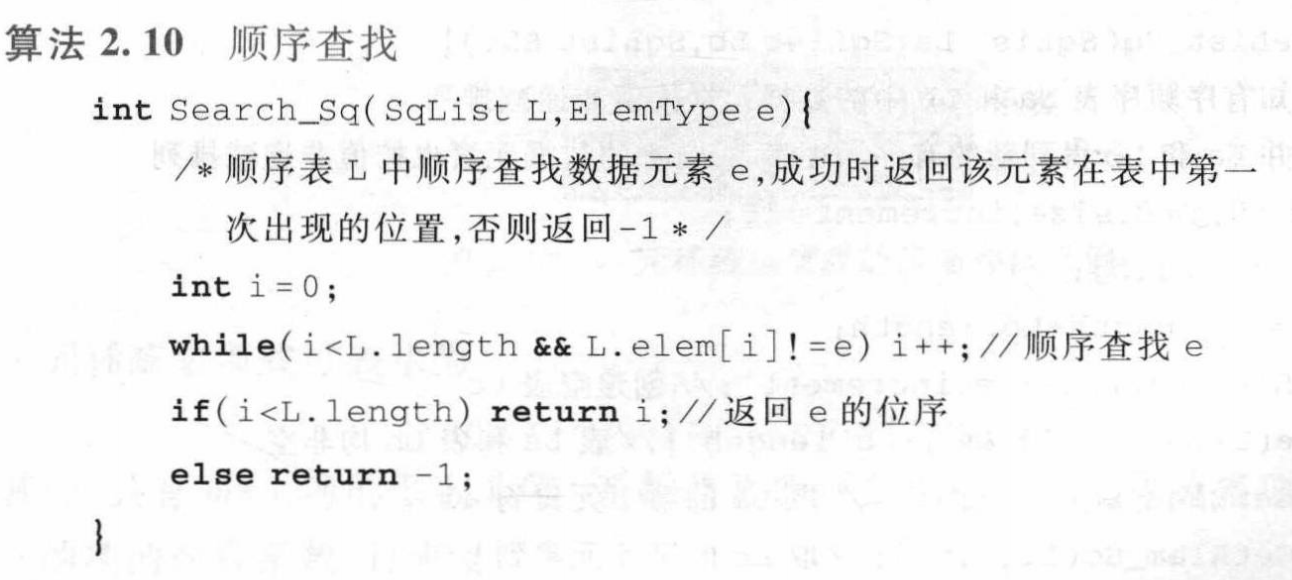 算法 2.10 顺序查找
int Search_Sq(SqList L,ElemType e){
/* 顺序表 L 中顺序查找数据元素 e,成功时返回该元素在表中第一
次出现的位置,否则返回-1 */
int i=0;
while(i<L.length && L.elem[i]!=e) i++;//顺序查找 e
if(i<L.length) return i;//返回 e 的位序
else return -1;
}